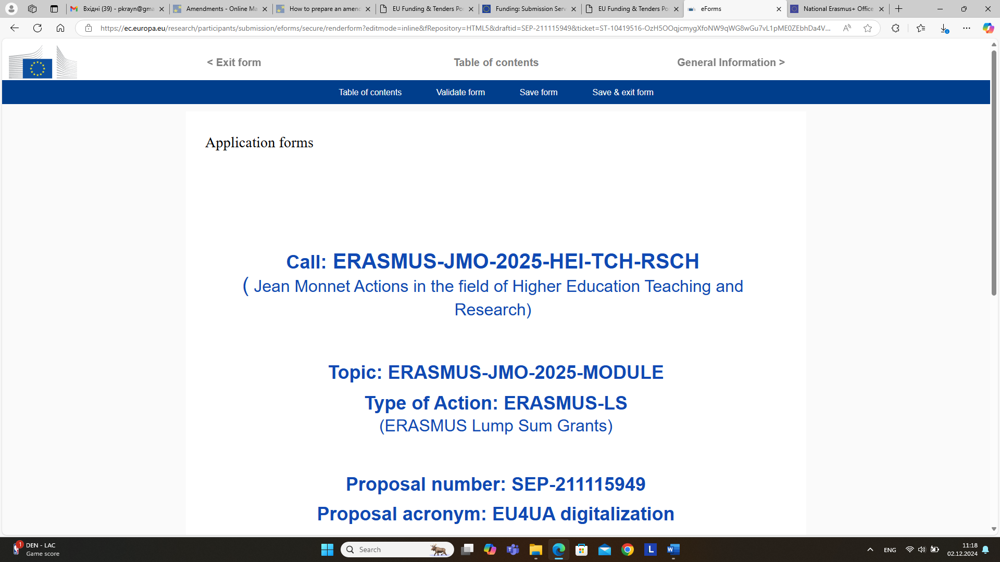 Вхідні (39) - pkrayn@gma
Amendments - Online Ma
How to prepare an amend
EU Funding & Tenders Po
Funding: Submission Serv
EU Funding & Tenders Po
eForms
National Erasmus+ Office
https://ec.europa.eu/research/participants/submission/eforms/secure/renderform?editmode=inline&fRepository=HTML5&draftid=SEP-211115949&ticket=ST-10419516-OzH5OOqjcmygXfoNW9qWG8wGu7vL1pME0ZEbhDa4V...
< Exit form
Table of contents
General Information >
Table of contents
Validate form
Save form
Save & exit form
Application forms
Call: ERASMUS-JMO-2025-HEI-TCH-RSCH
( Jean Monnet Actions in the field of Higher Education Teaching and
Research)
Topic: ERASMUS-JMO-2025-MODULE
Type of Action: ERASMUS-LS
(ERASMUS Lump Sum Grants)
Proposal number: SEP-211115949
Proposal acronym: EU4UA digitalization
1
DEN - LAC
Game score
Search
ENG
11:18
02.12.2024